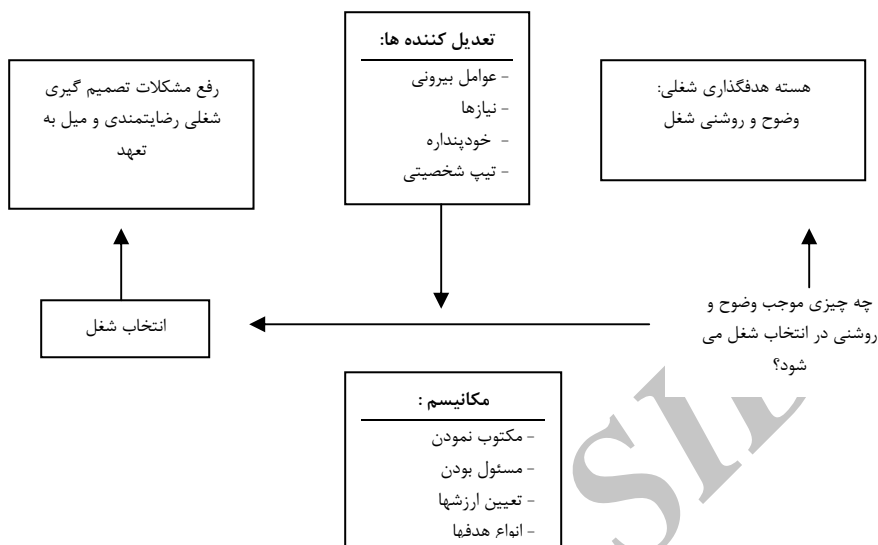 هسته هدفگذاری شغلی:
وضوح و روشنی شغل
تعدیل کننده ها:
- عوامل بیرونی
- نیازها
- خودپنداره
- تیپ شخصیتی
رفع مشکلات تصمیم گیری
شغلی رضایتمندی و میل به
تعهد
چه چیزی موجب وضوح و
روشنی در انتخاب شغل می
شود؟
انتخاب شغل
مکانیسم :
- مکتوب نمودن
- مسئول بودن
- تعیین ارزشها
- انواع هدفها
SID